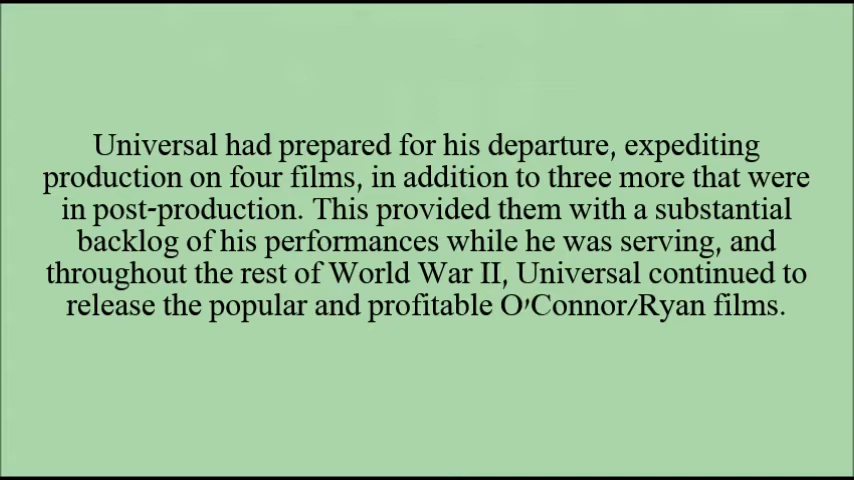 Universal had prepared for his departure, expediting
production on four films, in addition to three more that were
in post-production. This provided them with a substantial
backlog of his performances while he was serving, and
throughout the rest of World War II, Universal continued to
release the popular and profitable O'Connor/Ryan films.